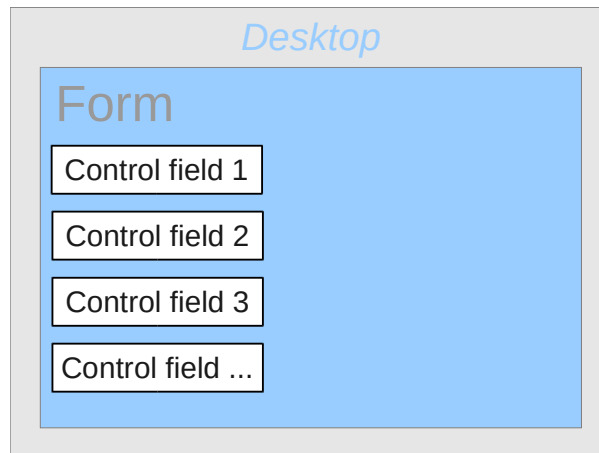 Desktop
Form
Control field 1
Control field 2
Control field 3
Control field ...